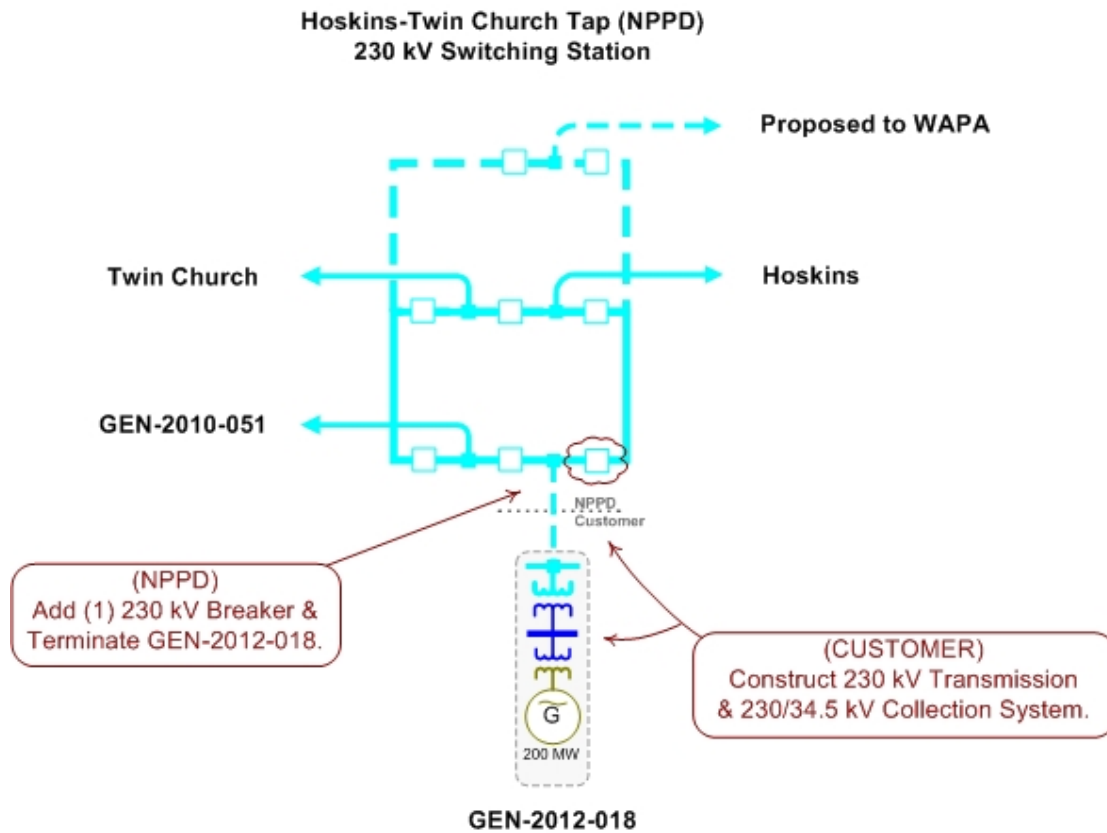 Hoskins-Twin Church Tap (NPPD)
230 kV Switching Station
Proposed to WAPA
Twin Church
Hoskins
GEN-2010-051
NPPD
Customer
(NPPD)
Add (1) 230 kV Breaker &
Terminate GEN-2012-018.
(CUSTOMER)
Construct 230 kV Transmission
& 230/34.5 kV Collection System.
G
200 MW
GEN-2012-018